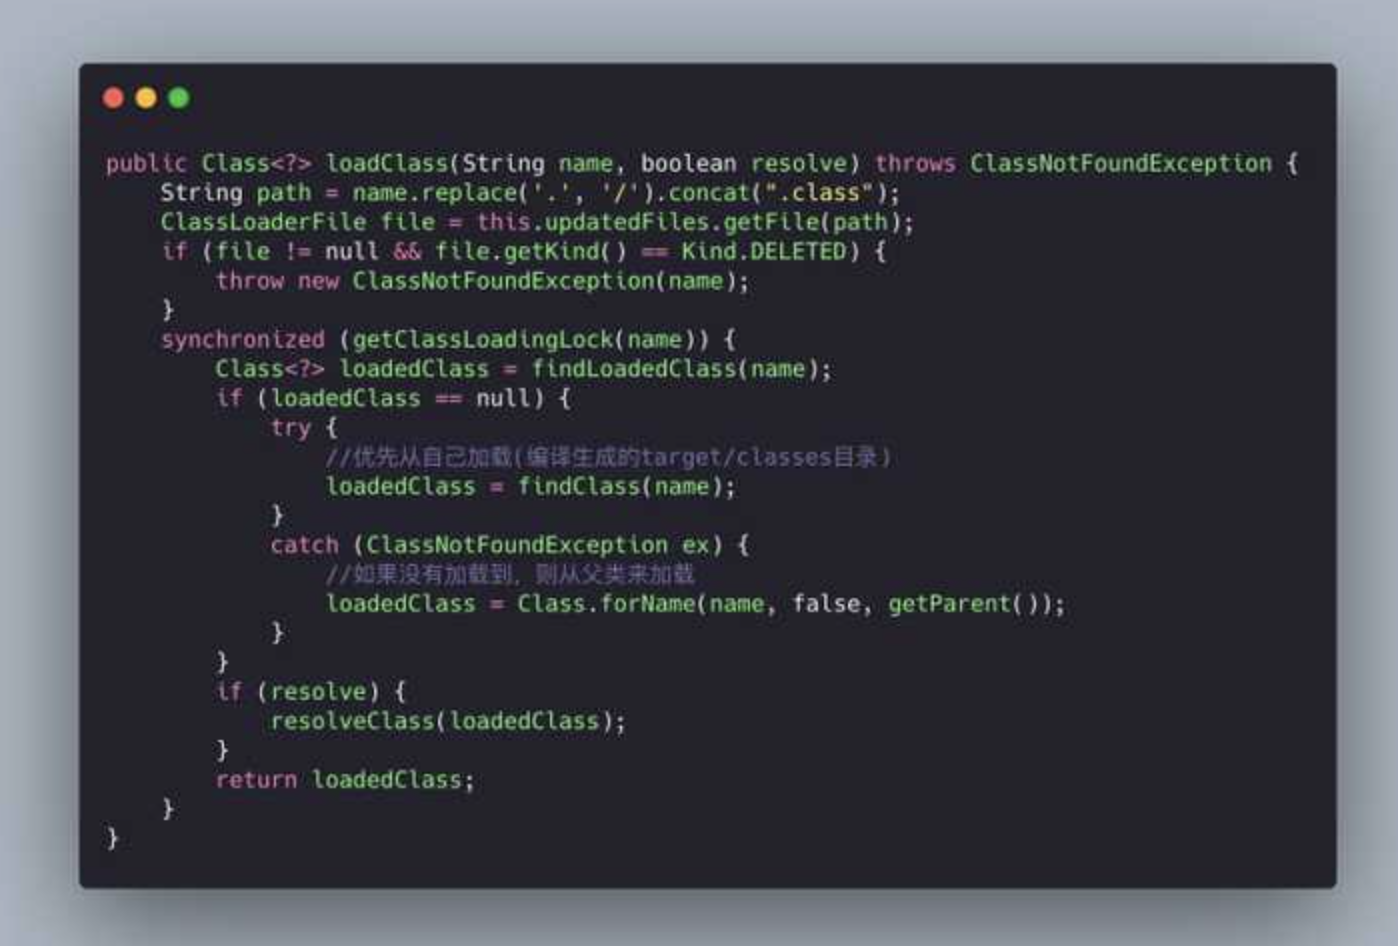 public Class<?> loadClass(String name, boolean resolve) throws ClassNotFoundException {
    String path = name.replace('.', '/').concat(".class");
    ClassLoaderFile file = this.updatedFiles.getFile(path);
    if (file != null && file.getKind() == Kind.DELETED) {
        throw new ClassNotFoundException(name);
    }
    synchronized (getClassLoadingLock(name)) {
        Class<?> loadedClass = findLoadedClass(name);
        if (loadedClass == null) {
            try {
                //优先从自己加载(编译生成的target/classes目录)
                loadedClass = findClass(name);
            }
            catch (ClassNotFoundException ex) {
                //如果没有加载到, 则从父类来加载
                loadedClass = Class.forName(name, false, getParent());
            }
        }
        if (resolve) {
            resolveClass(loadedClass);
        }
        return loadedClass;
    }
}